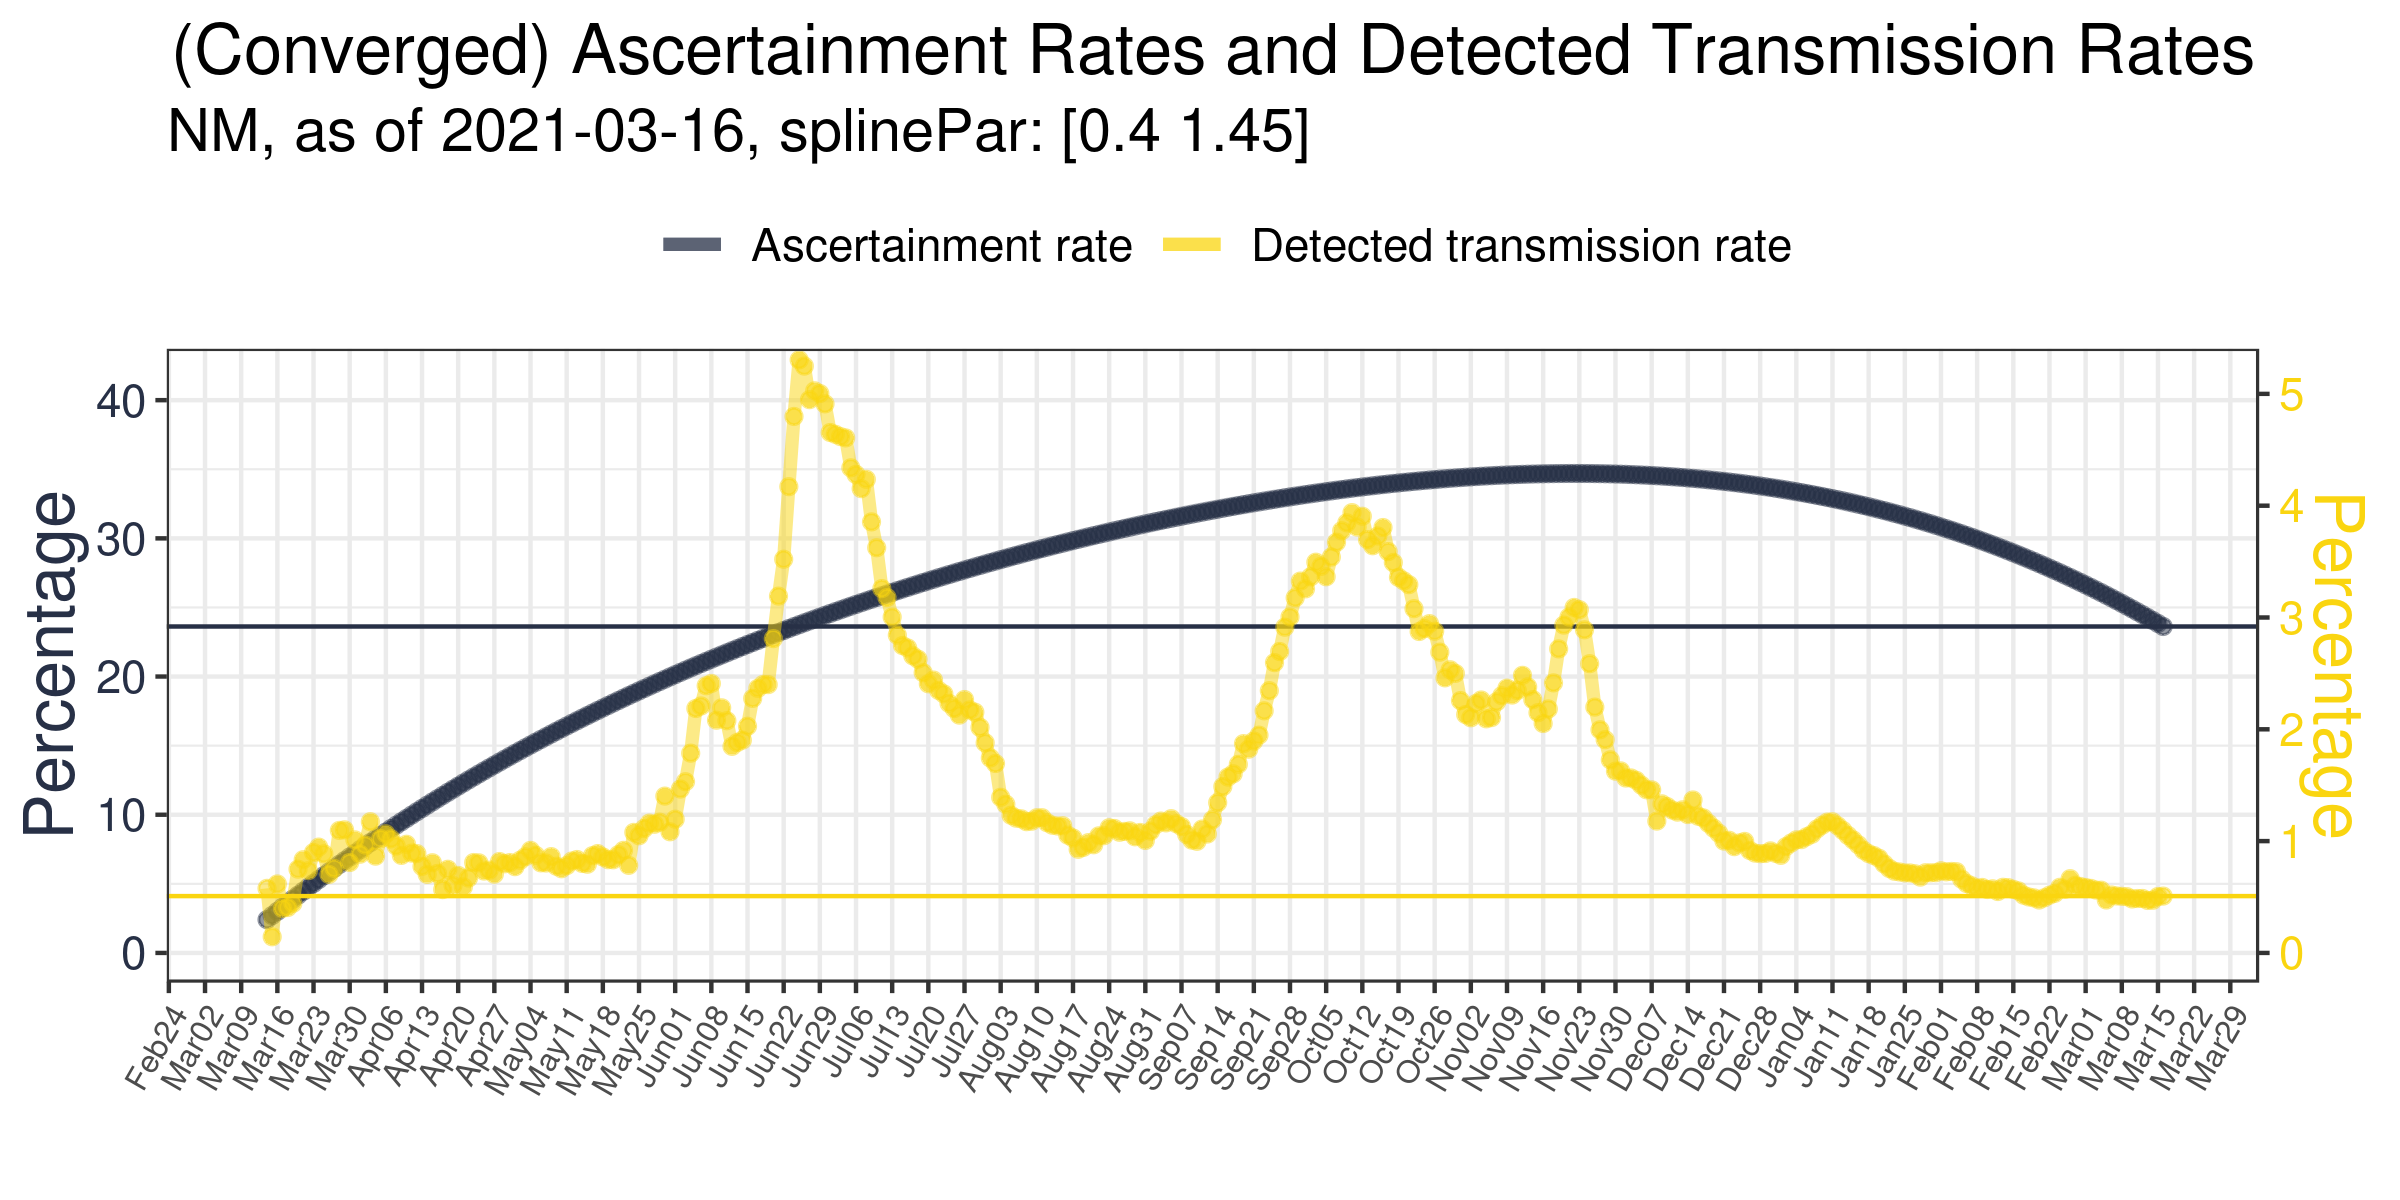 (Converged) Ascertainment Rates and Detected Transmission Rates
NM, as of 2021-03-16, splinePar: [0.4 1.45]
Ascertainment rate
Detected transmission rate
Percentage
40
30
20
10
0
5
4
3
2
1
0
Percentage
Feb24
Mar02
Mar09
Mar16
Mar23
Mar30
Apr06
Apr13
Apr20
Apr27
May04
May11
May18
May25
Jun01
Jun08
Jun15
Jun22
Jun29
Jul06
Jul13
Jul20
Jul27
Aug03
Aug10
Aug17
Aug24
Aug31
Sep07
Sep14
Sep21
Sep28
Oct05
Oct12
Oct19
Oct26
Nov02
Nov09
Nov16
Nov23
Nov30
Dec07
Dec14
Dec21
Dec28
Jan04
Jan11
Jan18
Jan25
Feb01
Feb08
Feb15
Feb22
Mar01
Mar08
Mar15
Mar22
Mar29